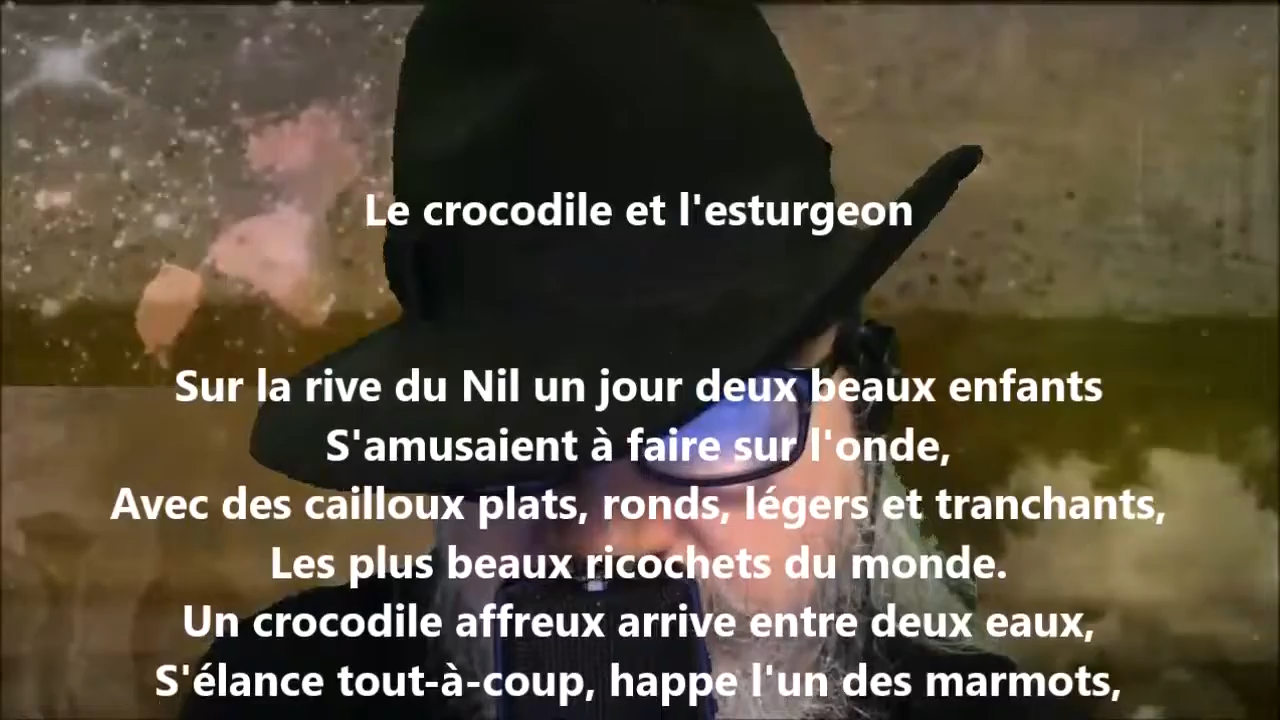 Le crocodile et l'esturgeon
Sur la rive du Nil un jour deux beaux enfants
S'amusaient à faire sur l'onde,
Avec des cailloux plats, ronds, légers et tranchants,
Les plus beaux ricochets du monde.
Un crocodile affreux arrive entre deux eaux,
S'élance tout-à-coup, happe l'un des marmots,